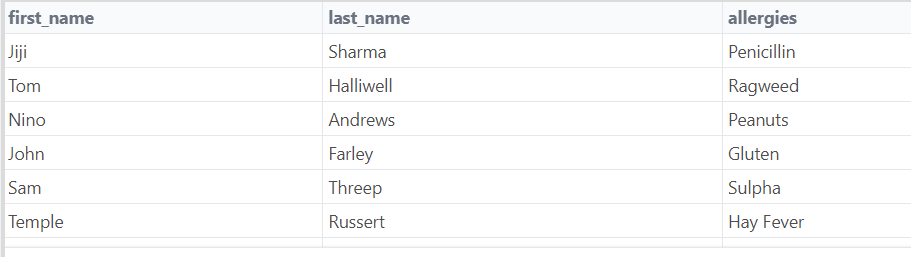 first_name last_name allergies
Jiji Sharma Penicillin
Tom Halliwell Ragweed
Nino Andrews Peanuts
John Farley Gluten
Sam Threep Sulpha
Temple Russert Hay Fever